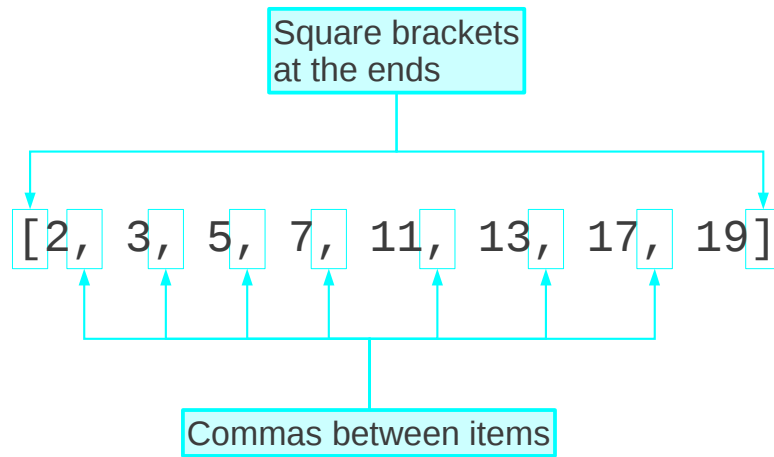 Square brackets
at the ends
[2, 3, 5, 7, 11, 13, 17, 19]
Commas between items